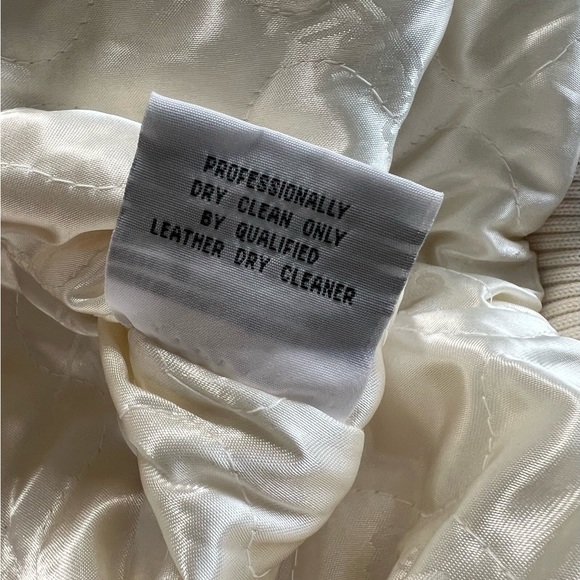 PROFESSIONALLY
DRY CLEAN ONLY
BY QUALIFIED
LEATHER DRY CLEANER